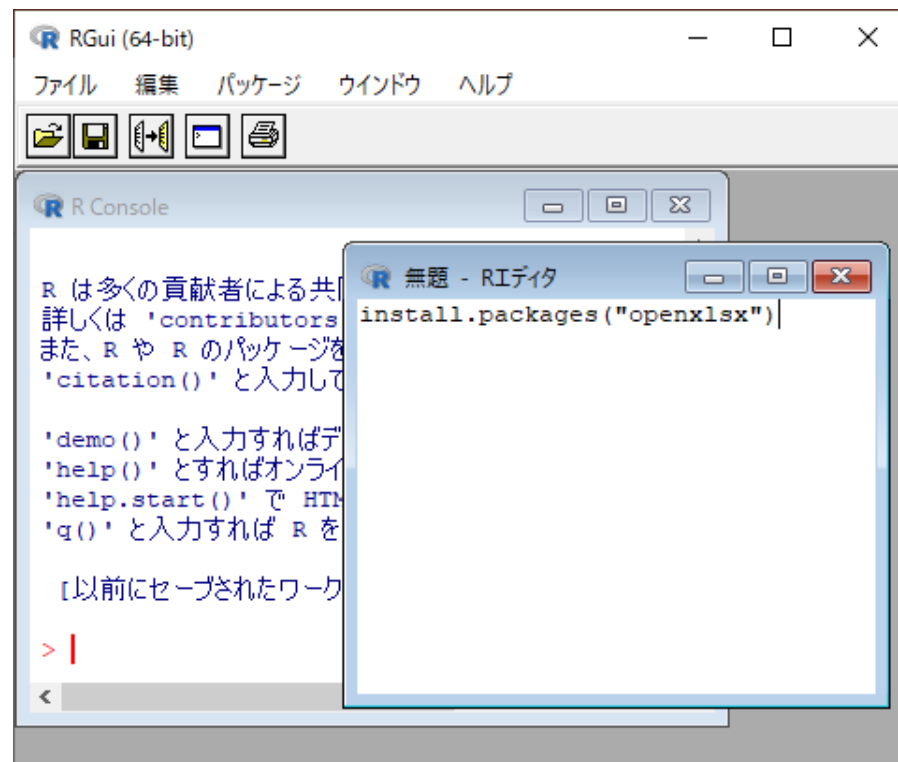 RGui (64-bit)
ファイル 編集 パッケージ ウインドウ ヘルプ
R Console
R は多くの貢献者による共
詳しくは 'contributors
また、R や R のパッケージを
'citation()' と入力して
'demo()' と入力すればデ
'help()' とすればオンライ
'help.start()' で HTM
'q()' と入力すれば R を
[以前にセーブされたワーク
>
無題 - Rエディタ
install.packages("openxlsx")